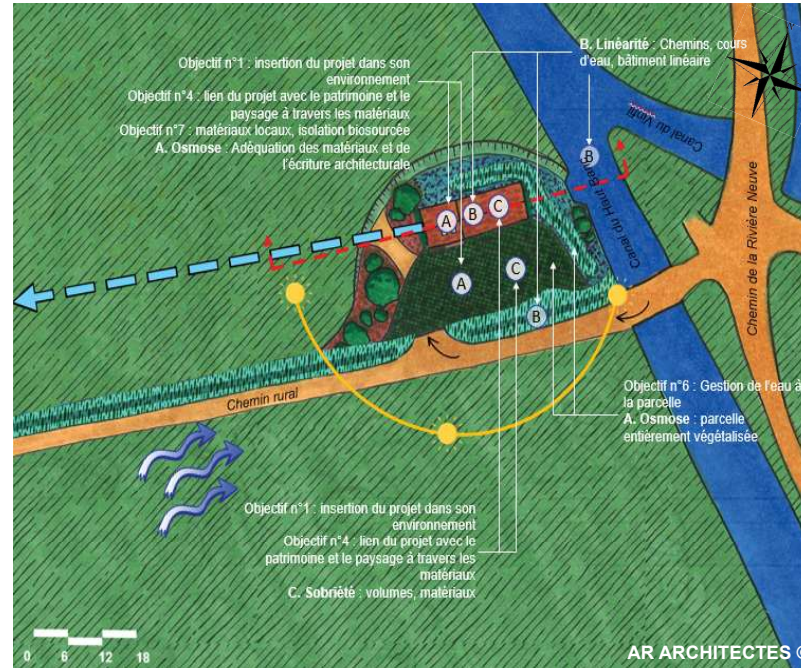 B. Linéarité : Chemins, cours
d'eau, bâtiment linéaire
Objectif n°1 : insertion du projet dans son
environnement
Objectif n°4 : lien du projet avec le patrimoine et le
paysage à travers les matériaux
Objectif n°7 : matériaux locaux, isolation biosourcée
A. Osmose : Adéquation des matériaux et de
l'écriture architecturale
Canal du Vinfil
B
Canal du Haut Banc
Chemin de la Rivière Neuve
A
B
C
A
C
B
Chemin rural
Objectif n°6 : Gestion de l'eau à
la parcelle
A. Osmose : parcelle
entièrement végétalisée
Objectif n°1 : insertion du projet dans son
environnement
Objectif n°4 : lien du projet avec le
patrimoine et le paysage à travers les
matériaux
C. Sobriété : volumes, matériaux
0 6 12 18
AR ARCHITECTES ©